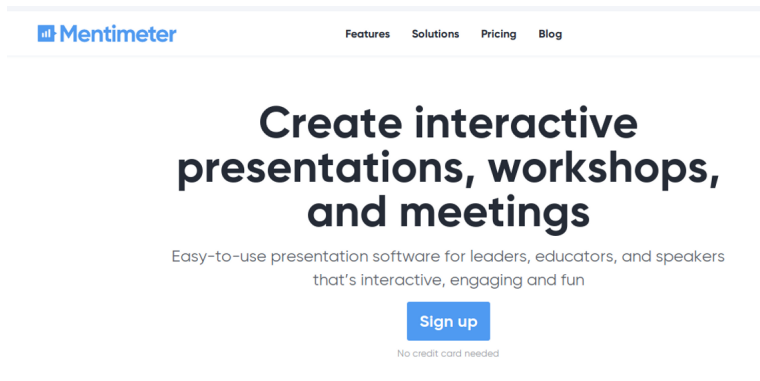 Mentimeter
Features Solutions Pricing Blog
Create interactive
presentations, workshops,
and meetings
Easy-to-use presentation software for leaders, educators, and speakers
that’s interactive, engaging and fun
Sign up
No credit card needed